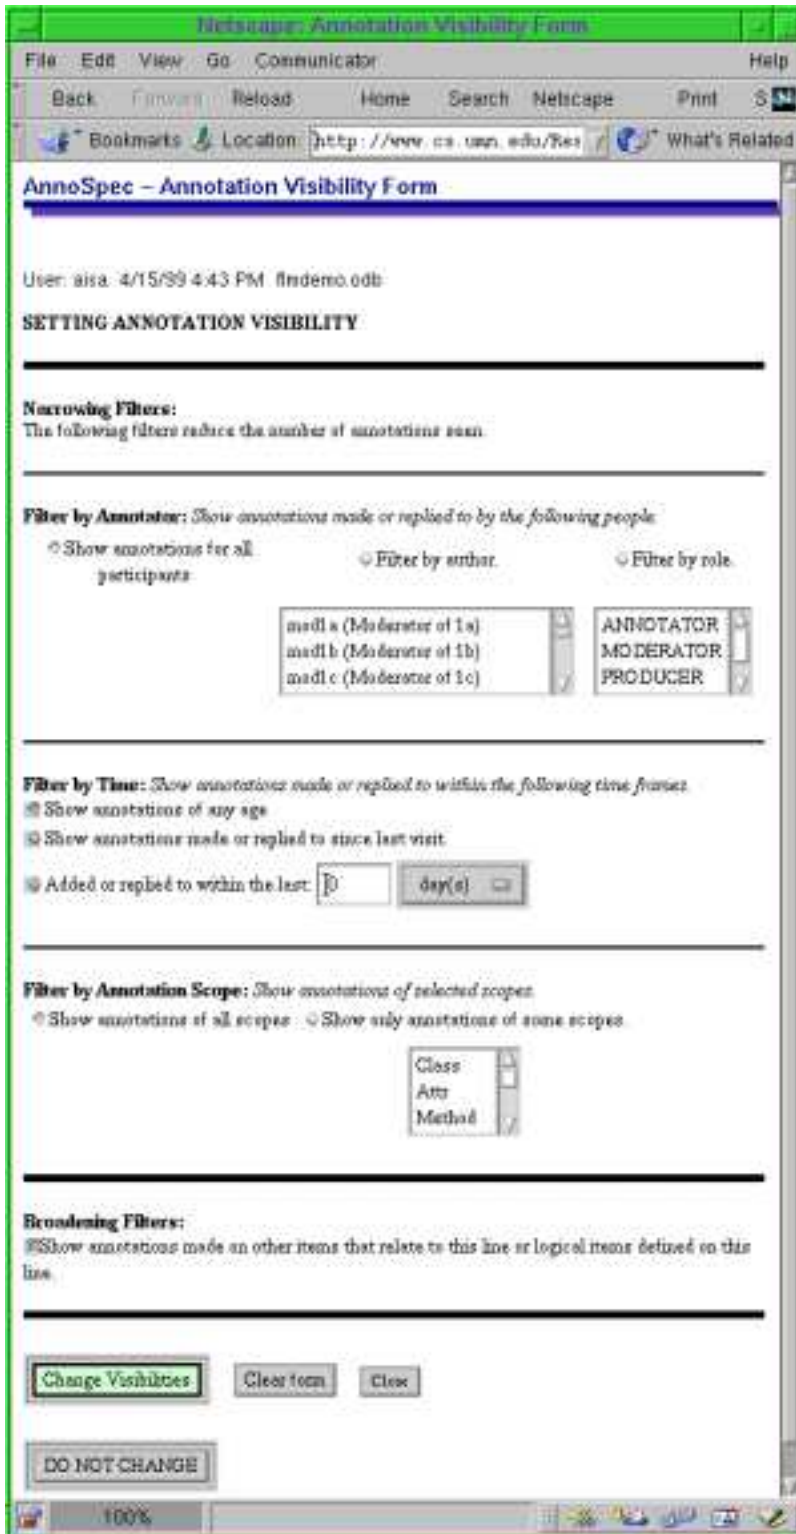 Netscape: Annotation Visibility Form
File Edit View Go Communicator Help
Back Forward Reload Home Search Netscape Print S
Bookmarks Location: http://www.cs.umn.edu/Res What's Related
AnnoSpec – Annotation Visibility Form
User: aisa 4/15/99 4:43 PM flmdemo.odb
SETTING ANNOTATION VISIBILITY
Narrowing Filters:
The following filters reduce the number of annotations seen.
Filter by Annotator: Show annotations made or replied to by the following people.
Show annotations for all participants
Filter by author.
Filter by role.
mod1a (Moderator of 1a)
mod1b (Moderator of 1b)
mod1c (Moderator of 1c)
ANNOTATOR
MODERATOR
PRODUCER
Filter by Time: Show annotations made or replied to within the following time frames.
Show annotations of any age
Show annotations made or replied to since last visit.
Added or replied to within the last: 0 day(s)
Filter by Annotation Scope: Show annotations of selected scopes.
Show annotations of all scopes Show only annotations of some scopes.
Class
Attr
Method
Broadening Filters:
Show annotations made on other items that relate to this line or logical items defined on this
line.
Change Visibilities Clear form Close
DO NOT CHANGE
100%